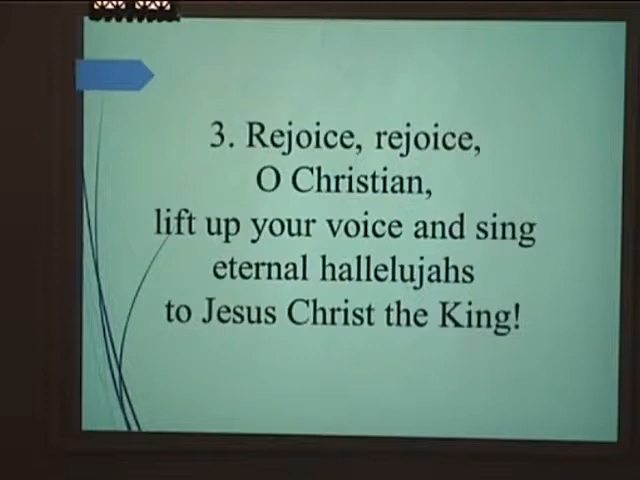 3. Rejoice, rejoice,
O Christian,
lift up your voice and sing
eternal hallelujahs
to Jesus Christ the King!